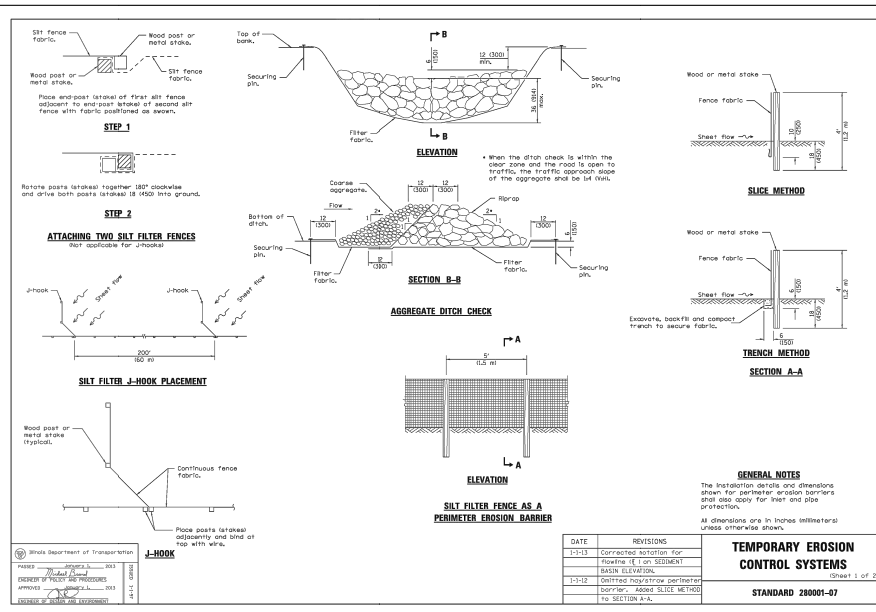 Silt fence
fabric.
Wood post or
metal stake.
Wood post or
metal stake.
Silt fence
fabric.
Place end-post (stake) of first silt fence
adjacent to end-post (stake) of second silt
fence with fabric positioned as swown.
STEP 1
Rotate posts (stakes) together 180° clockwise
and drive both posts (stakes) 18 (450) into ground.
STEP 2
ATTACHING TWO SILT FILTER FENCES
(Not applicable for J-hooks)
J-hook
Sheet flow
J-hook
Sheet flow
200'
(60 m)
SILT FILTER J-HOOK PLACEMENT
Wood post or
metal stake
(typical).
Continuous fence
fabric.
Place posts (stakes)
adjacently and bind at
top with wire.
J-HOOK
Top of
bank.
Securing
pin.
B
6
(150)
12 (300)
min.
36 (914)
max.
Securing
pin.
Filter
fabric.
B
ELEVATION
* When the ditch check is within the
clear zone and the road is open to
traffic, the traffic approach slope
of the aggregate shall be 1:4 (V:H).
Coarse
aggregate.
12
(300)
12
(300)
Riprap
Flow
2*
1
2*
1
Bottom of
ditch.
12
(300)
12
(300)
6
(150)
Securing
pin.
Filter
fabric.
12
(300)
Filter
fabric.
Securing
pin.
SECTION B-B
AGGREGATE DITCH CHECK
A
5'
(1.5 m)
A
ELEVATION
SILT FILTER FENCE AS A
PERIMETER EROSION BARRIER
Wood or metal stake
Fence fabric
Sheet flow
10
(250)
18
(450)
4'
(1.2 m)
SLICE METHOD
Wood or metal stake
Fence fabric
Sheet flow
6
(150)
18
(450)
4'
(1.2 m)
Excavate, backfill and compact
trench to secure fabric.
6
(150)
TRENCH METHOD
SECTION A-A
GENERAL NOTES
The installation details and dimensions
shown for perimeter erosion barriers
shall also apply for inlet and pipe
protection.
All dimensions are in inches (millimeters)
unless otherwise shown.
Illinois Department of Transportation
PASSED January 1, 2013
ENGINEER OF POLICY AND PROCEDURES
APPROVED January 1, 2013
ENGINEER OF DESIGN AND ENVIRONMENT
ISSUED 1-1-97
DATE REVISIONS
1-1-13 Corrected notation for
flowline (℄) on SEDIMENT
BASIN ELEVATION.
1-1-12 Omitted hay/straw perimeter
barrier. Added SLICE METHOD
to SECTION A-A.
TEMPORARY EROSION
CONTROL SYSTEMS
(Sheet 1 of 2
STANDARD 280001-07